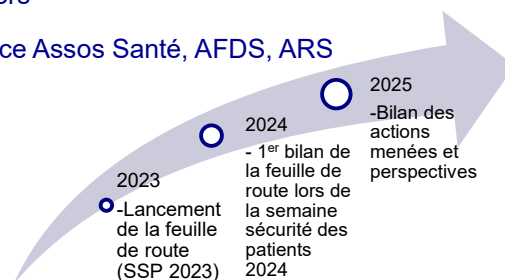 ce Assos Santé, AFDS, ARS
2023
-Lancement
de la feuille
de route
(SSP 2023)
2024
- 1er bilan de
la feuille de
route lors de
la semaine
sécurité des
patients
2024
2025
-Bilan des
actions
menées et
perspectives